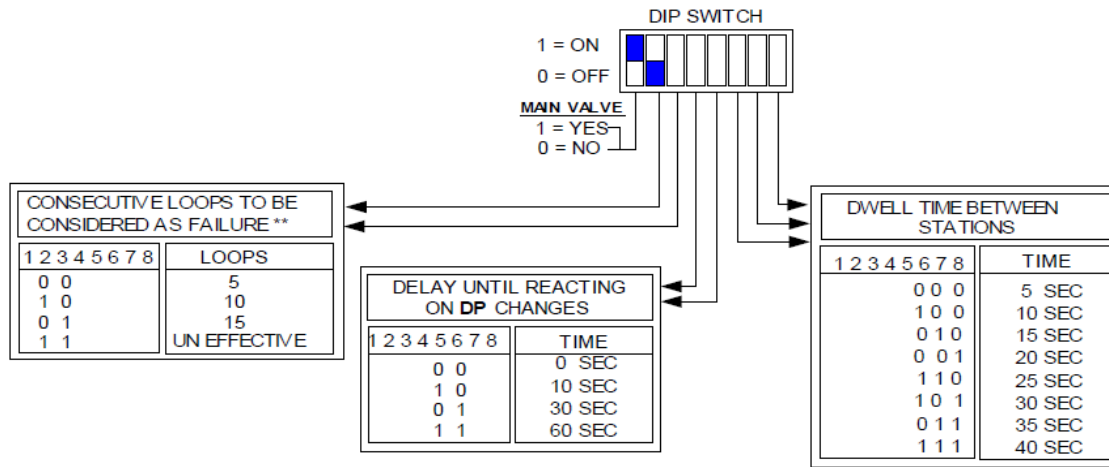 DIP SWITCH
1 = ON
0 = OFF
MAIN VALVE
1 = YES
0 = NO
CONSECUTIVE LOOPS TO BE
CONSIDERED AS FAILURE **
1 2 3 4 5 6 7 8 LOOPS
0 0 5
1 0 10
0 1 15
1 1 UN EFFECTIVE
DELAY UNTIL REACTING
ON DP CHANGES
1 2 3 4 5 6 7 8 TIME
0 0 0 SEC
1 0 10 SEC
0 1 30 SEC
1 1 60 SEC
DWELL TIME BETWEEN
STATIONS
1 2 3 4 5 6 7 8 TIME
0 0 0 5 SEC
1 0 0 10 SEC
0 1 0 15 SEC
0 0 1 20 SEC
1 1 0 25 SEC
1 0 1 30 SEC
0 1 1 35 SEC
1 1 1 40 SEC